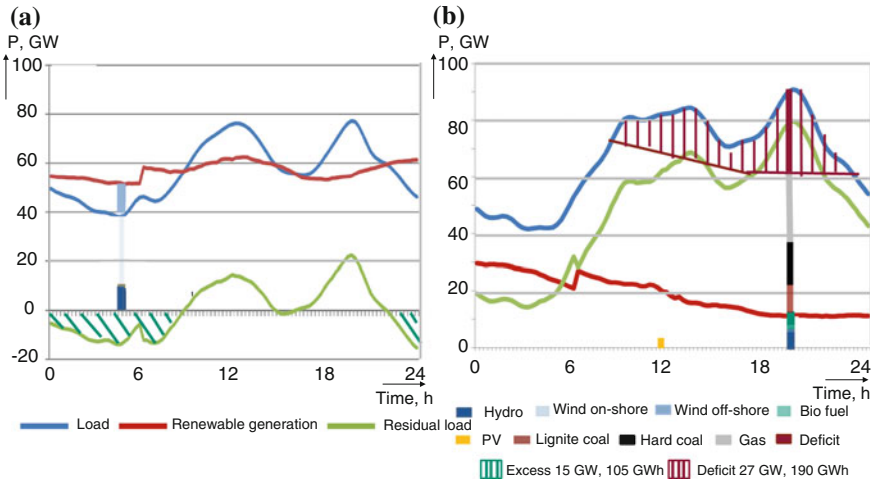 (a)
P, GW
100
80
60
40
20
0
-20
0 6 12 18 24
Time, h
Load Renewable generation Residual load
(b)
P, GW
100
80
60
40
20
0
0 6 12 18 24
Time, h
Hydro Wind on-shore Wind off-shore Bio fuel
PV Lignite coal Hard coal Gas Deficit
Excess 15 GW, 105 GWh Deficit 27 GW, 190 GWh